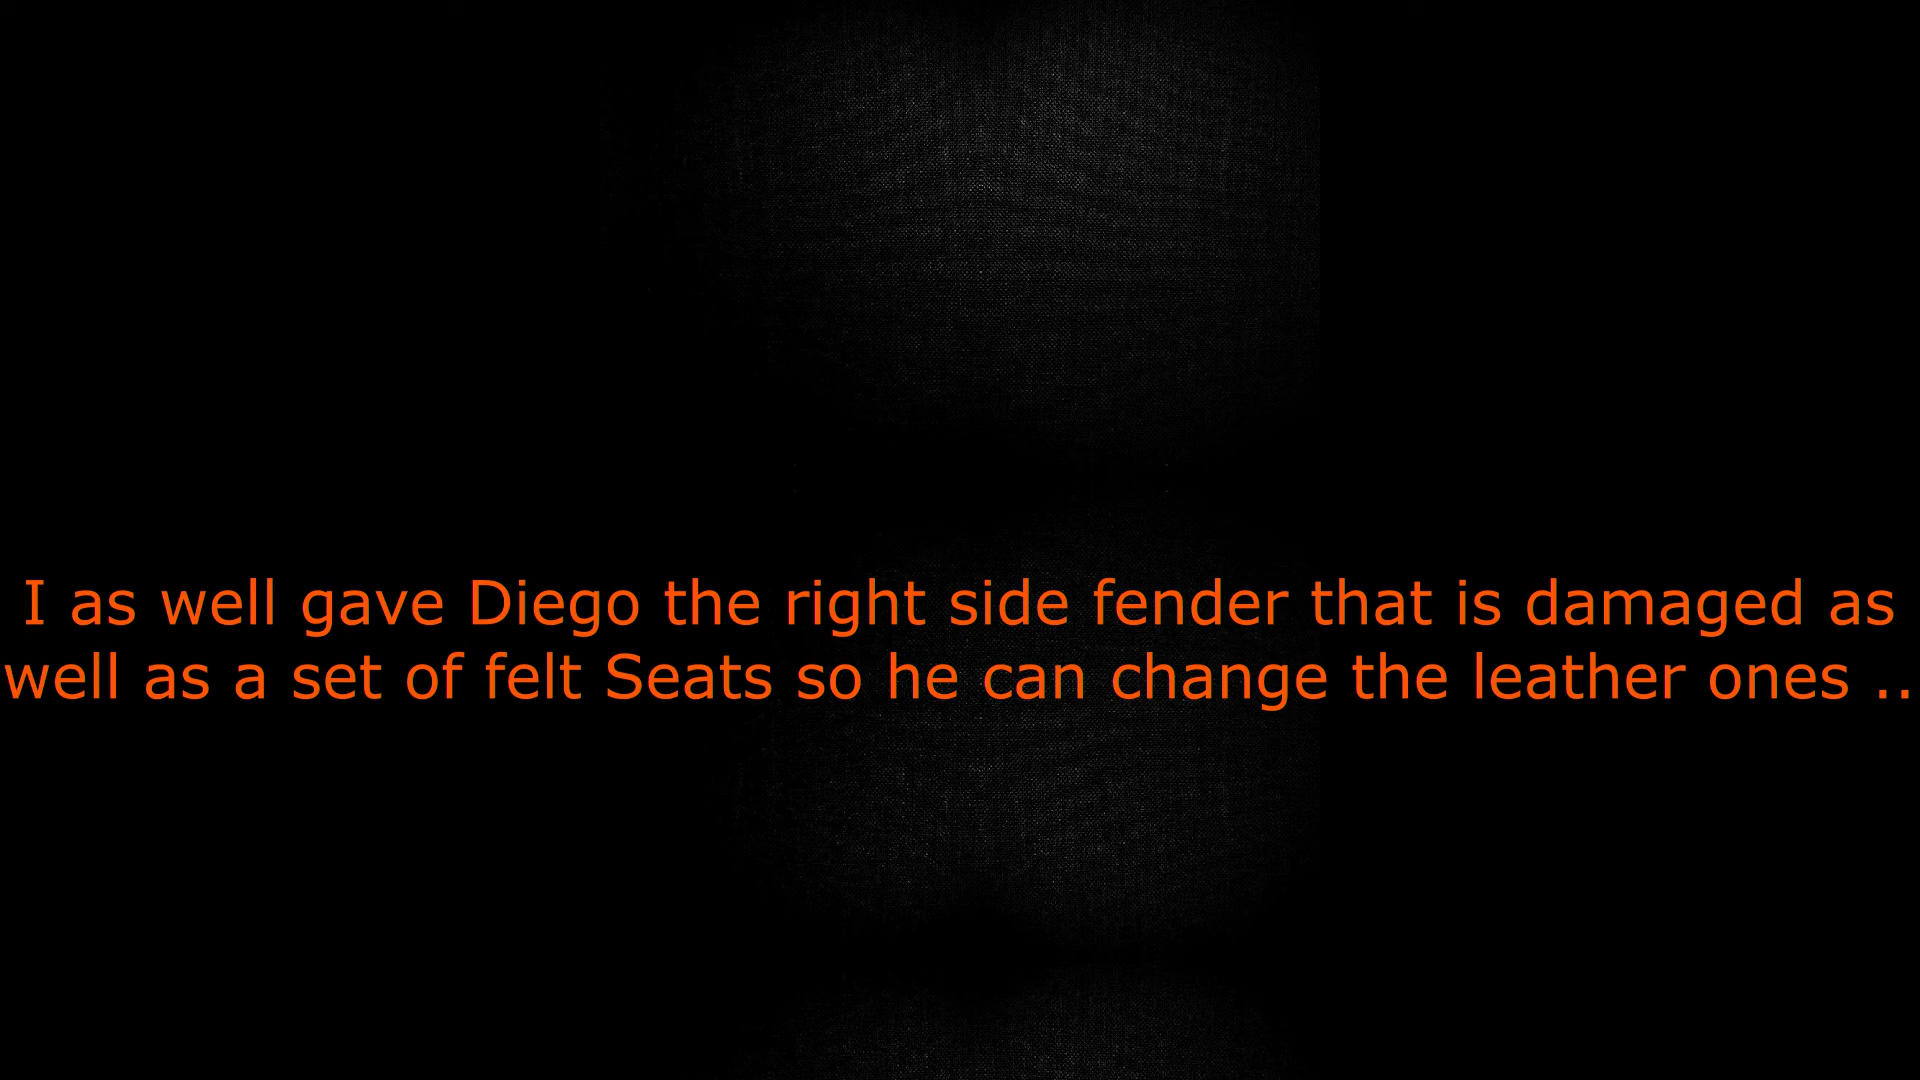 I as well gave Diego the right side fender that is damaged as
well as a set of felt Seats so he can change the leather ones ..